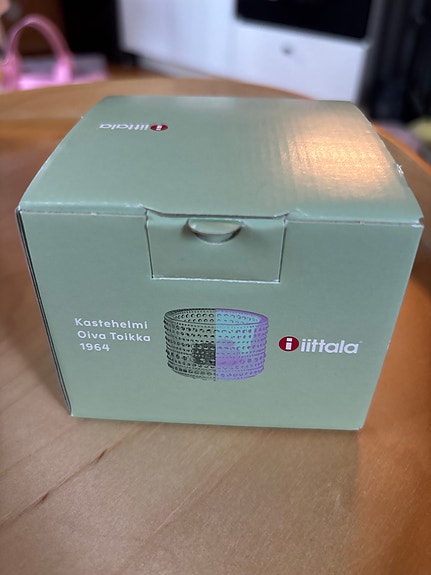 iittala
Kastehelmi
Oiva Toikka
1964
iittala